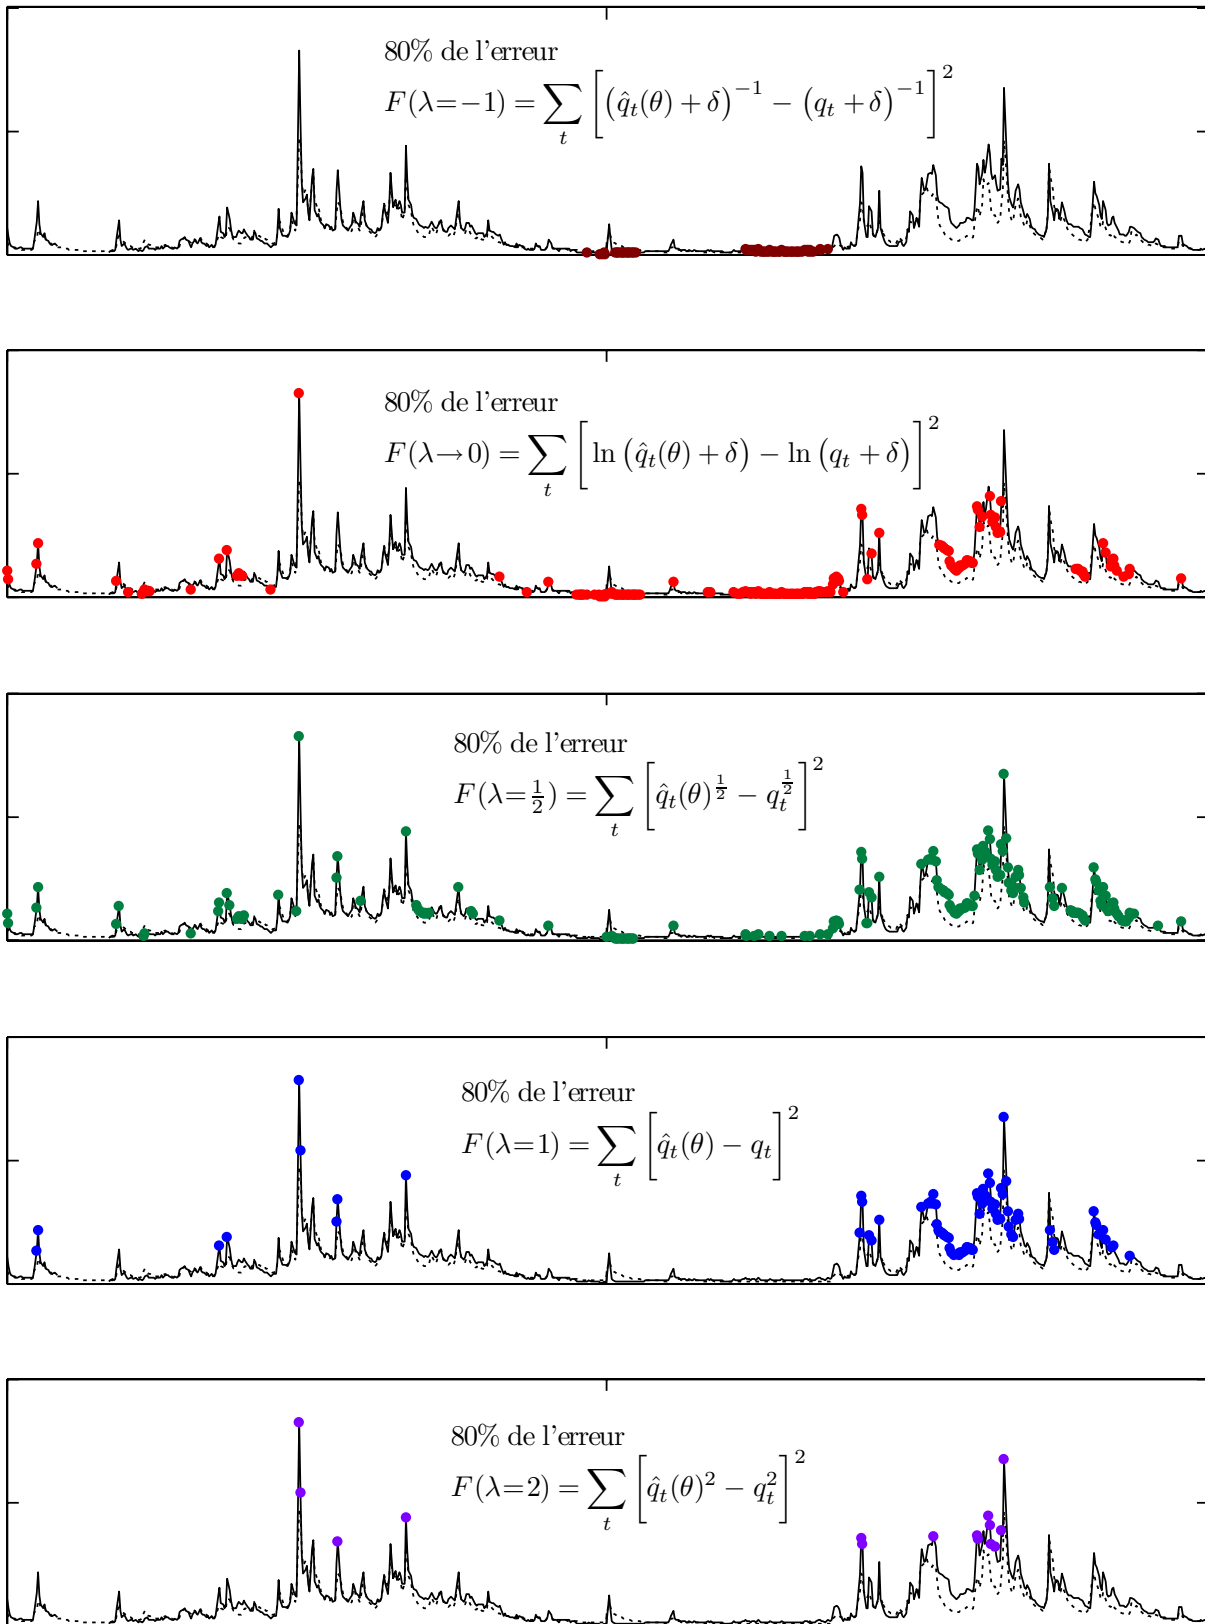 80% de l'erreur
F(λ=−1) = ∑_t [(q̂_t(θ) + δ)^{−1} − (q_t + δ)^{−1}]^2
80% de l'erreur
F(λ→0) = ∑_t [ln (q̂_t(θ) + δ) − ln (q_t + δ)]^2
80% de l'erreur
F(λ=1/2) = ∑_t [q̂_t(θ)^{1/2} − q_t^{1/2}]^2
80% de l'erreur
F(λ=1) = ∑_t [q̂_t(θ) − q_t]^2
80% de l'erreur
F(λ=2) = ∑_t [q̂_t(θ)^2 − q_t^2]^2